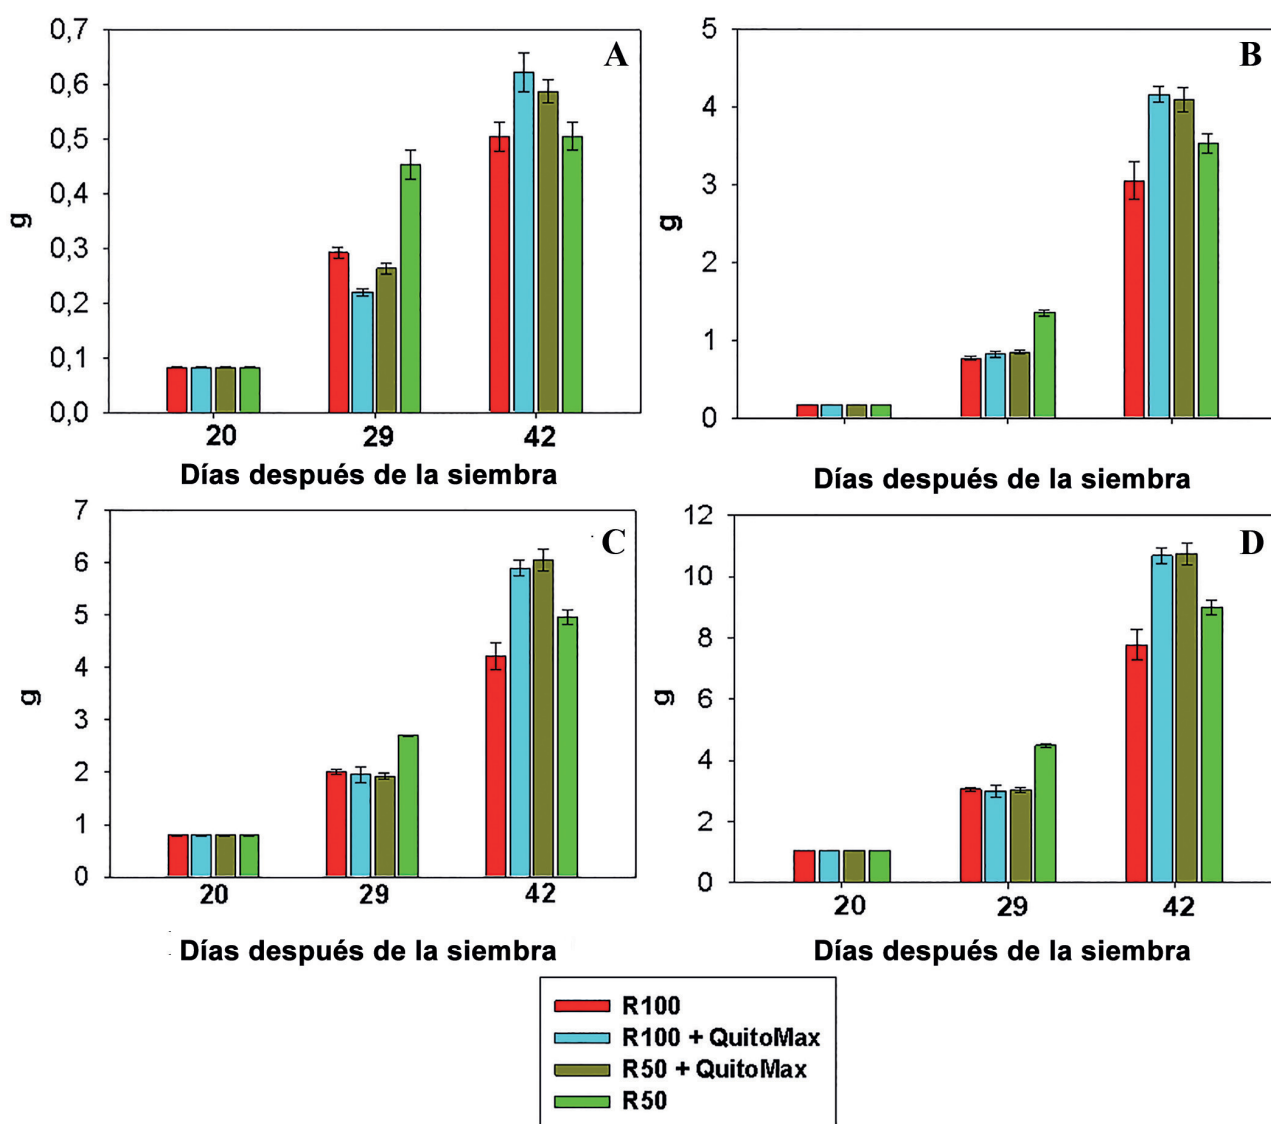 A
0,7
0,6
0,5
0,4
0,3
0,2
0,1
0,0
g
20 29 42
Días después de la siembra
B
5
4
3
2
1
0
g
Días después de la siembra
C
7
6
5
4
3
2
1
0
g
20 29 42
Días después de la siembra
D
12
10
8
6
4
2
0
g
20 29 42
Días después de la siembra
R100
R100 + QuitoMax
R50 + QuitoMax
R50